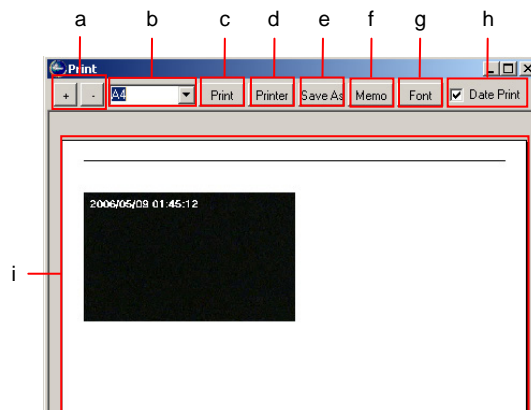 a b c d e f g h
Print
+ - A4 Print Printer Save As Memo Font Date Print
2006/05/09 01:45:12
i